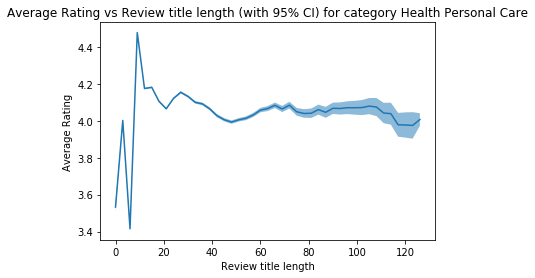 Average Rating vs Review title length (with 95% CI) for category Health Personal Care
4.4
4.2
4.0
3.8
3.6
3.4
Average Rating
0 20 40 60 80 100 120
Review title length